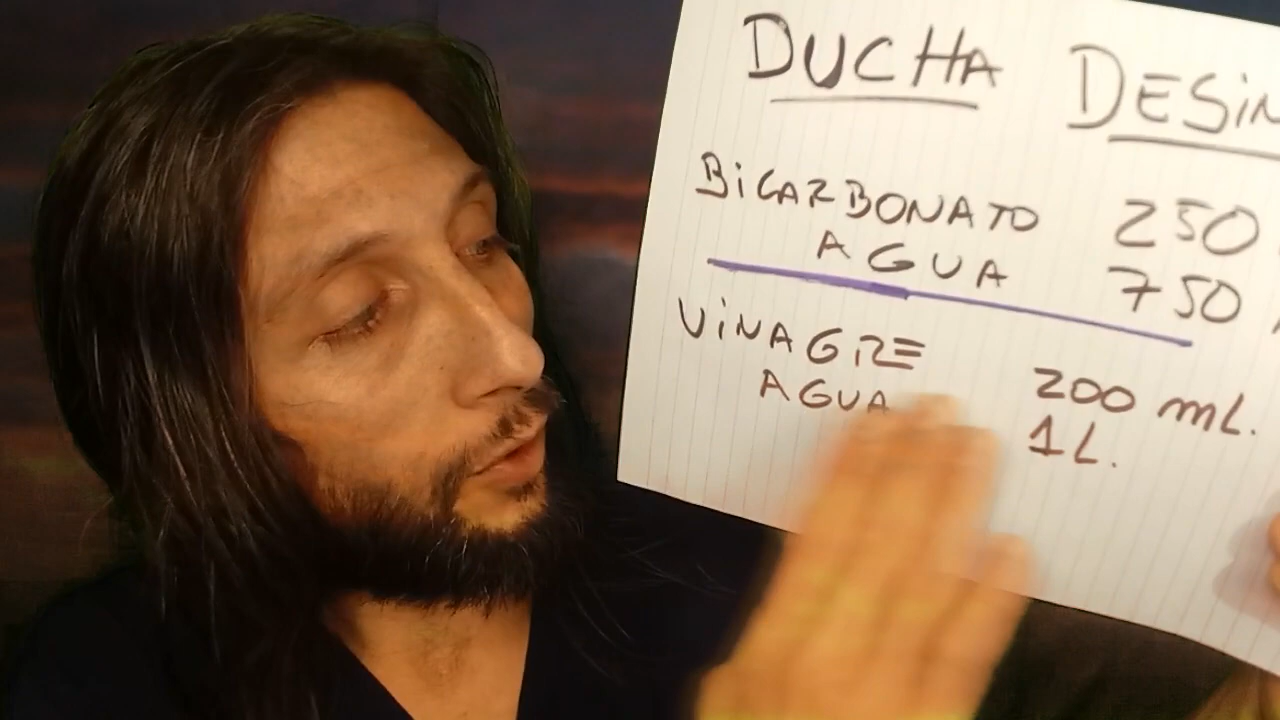 DUCHA DESIN
BiCARBONATO 250
AGUA 750
ViNAGRE 200 mL.
AGUA 1L.